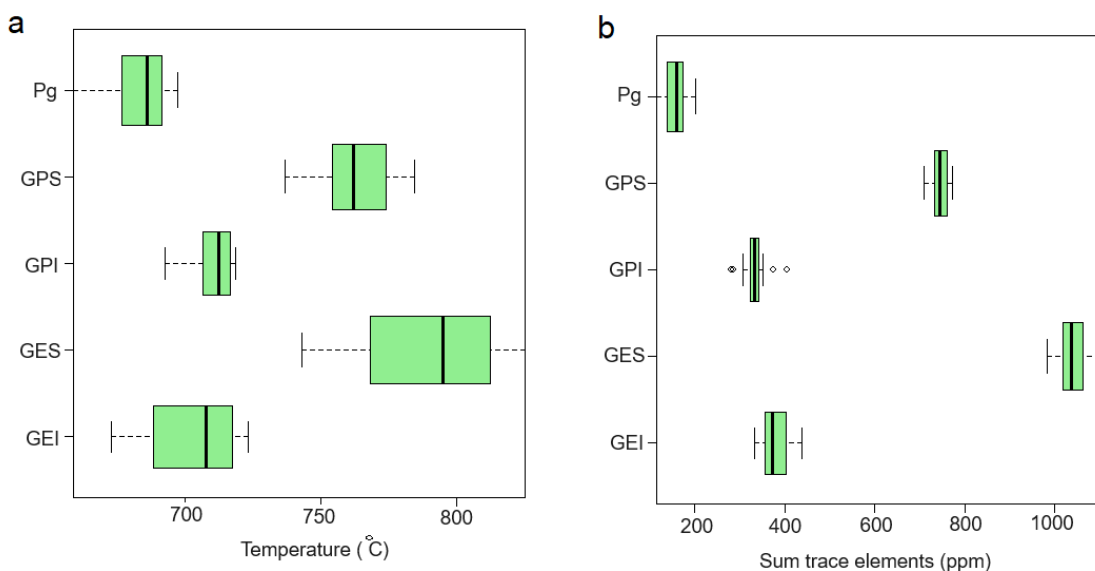 a
Pg
GPS
GPI
GES
GEI
700 750 800
Temperature (°C)
b
Pg
GPS
GPI
GES
GEI
200 400 600 800 1000
Sum trace elements (ppm)